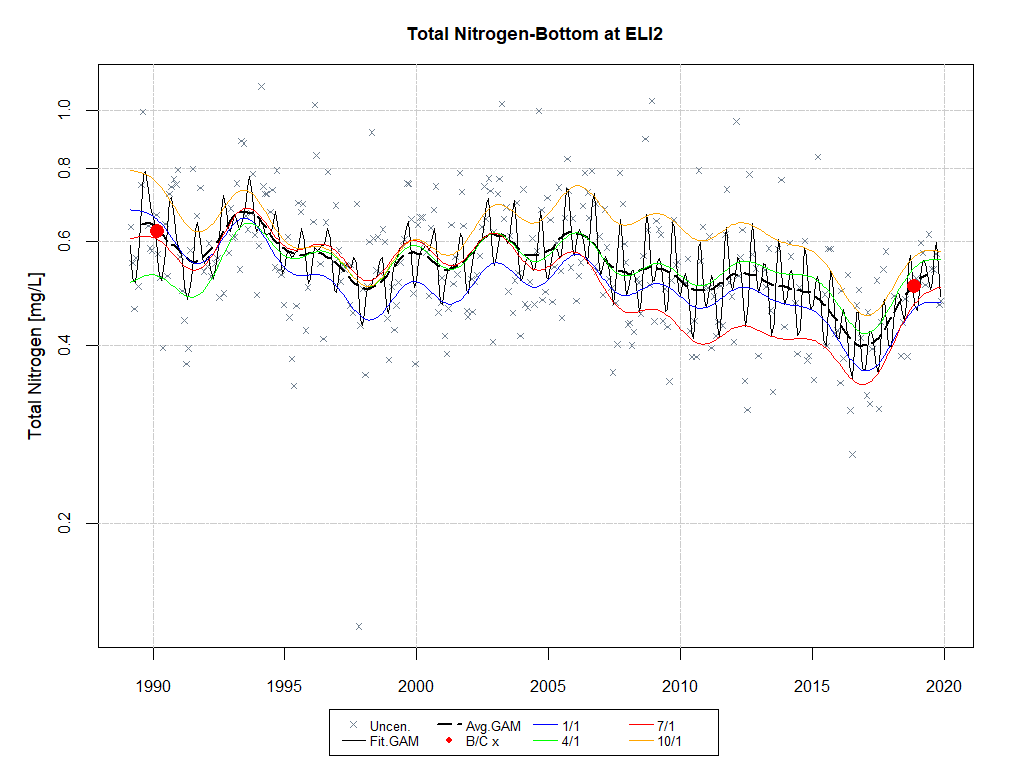 Total Nitrogen-Bottom at ELI2
Total Nitrogen [mg/L]
1.0
0.8
0.6
0.4
0.2
1990 1995 2000 2005 2010 2015 2020
Uncen. Avg.GAM 1/1 7/1
Fit.GAM B/C x 4/1 10/1